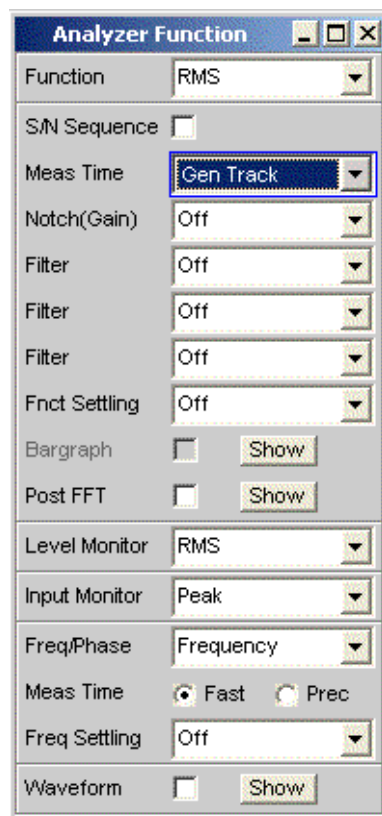 Analyzer Function
Function RMS
S/N Sequence
Meas Time Gen Track
Notch(Gain) Off
Filter Off
Filter Off
Filter Off
Fnct Settling Off
Bargraph Show
Post FFT Show
Level Monitor RMS
Input Monitor Peak
Freq/Phase Frequency
Meas Time Fast Prec
Freq Settling Off
Waveform Show